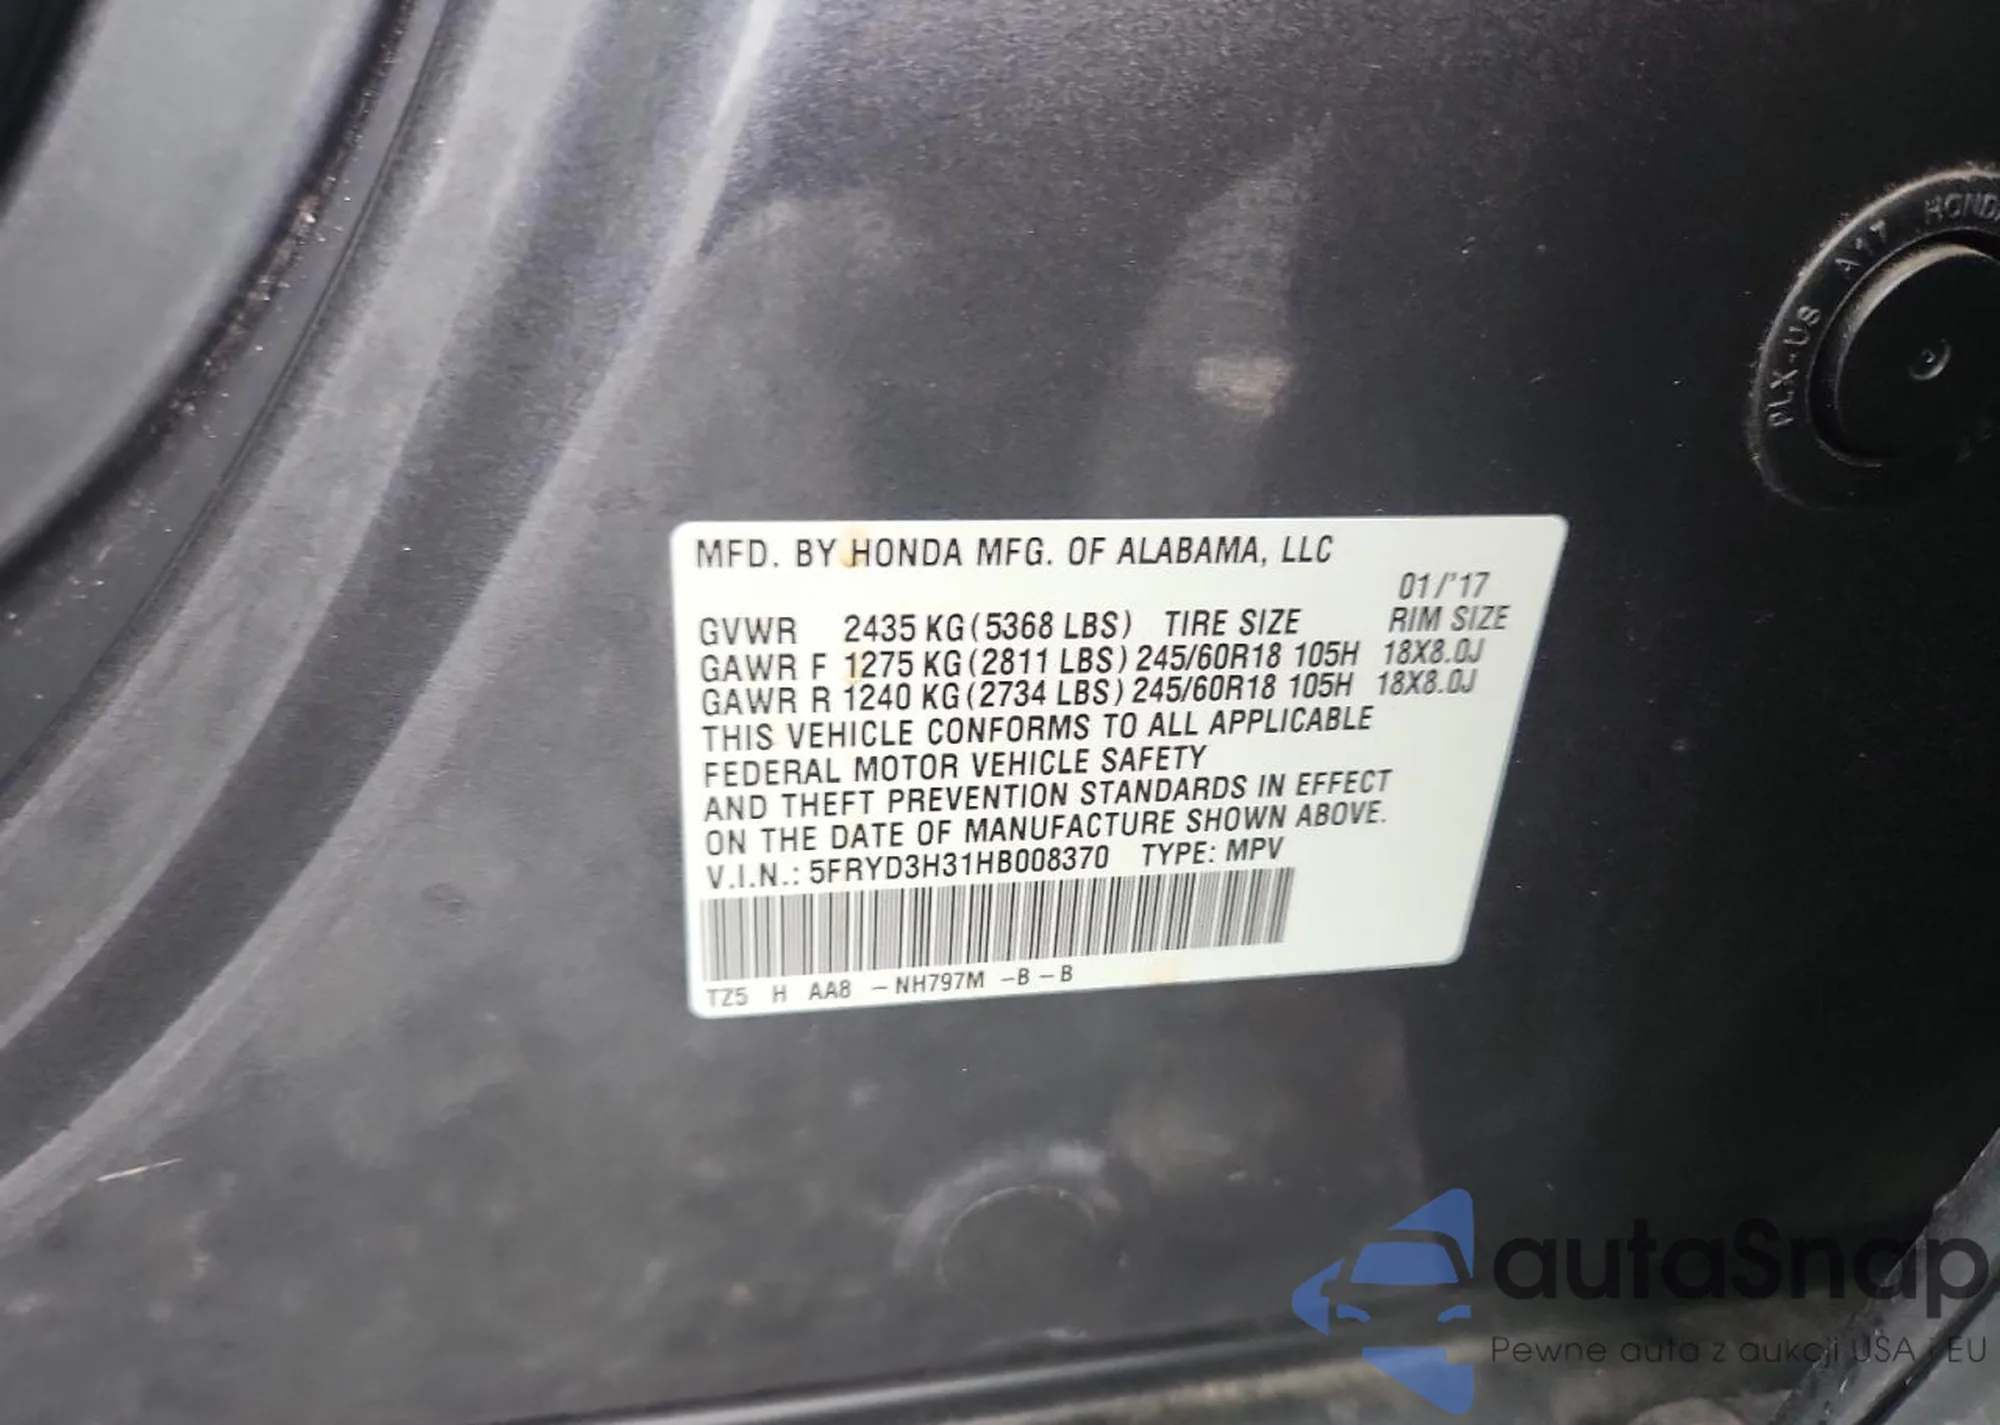 PLX-US A17 HONDA
MFD. BY HONDA MFG. OF ALABAMA, LLC
01/'17
GVWR 2435 KG (5368 LBS) TIRE SIZE RIM SIZE
GAWR F 1275 KG (2811 LBS) 245/60R18 105H 18X8.0J
GAWR R 1240 KG (2734 LBS) 245/60R18 105H 18X8.0J
THIS VEHICLE CONFORMS TO ALL APPLICABLE
FEDERAL MOTOR VEHICLE SAFETY
AND THEFT PREVENTION STANDARDS IN EFFECT
ON THE DATE OF MANUFACTURE SHOWN ABOVE.
V.I.N.: 5FRYD3H31HB008370 TYPE: MPV
TZ5 H AA8 -NH797M -B-B
autaSnap
Pewne auta z aukcji USA i EU